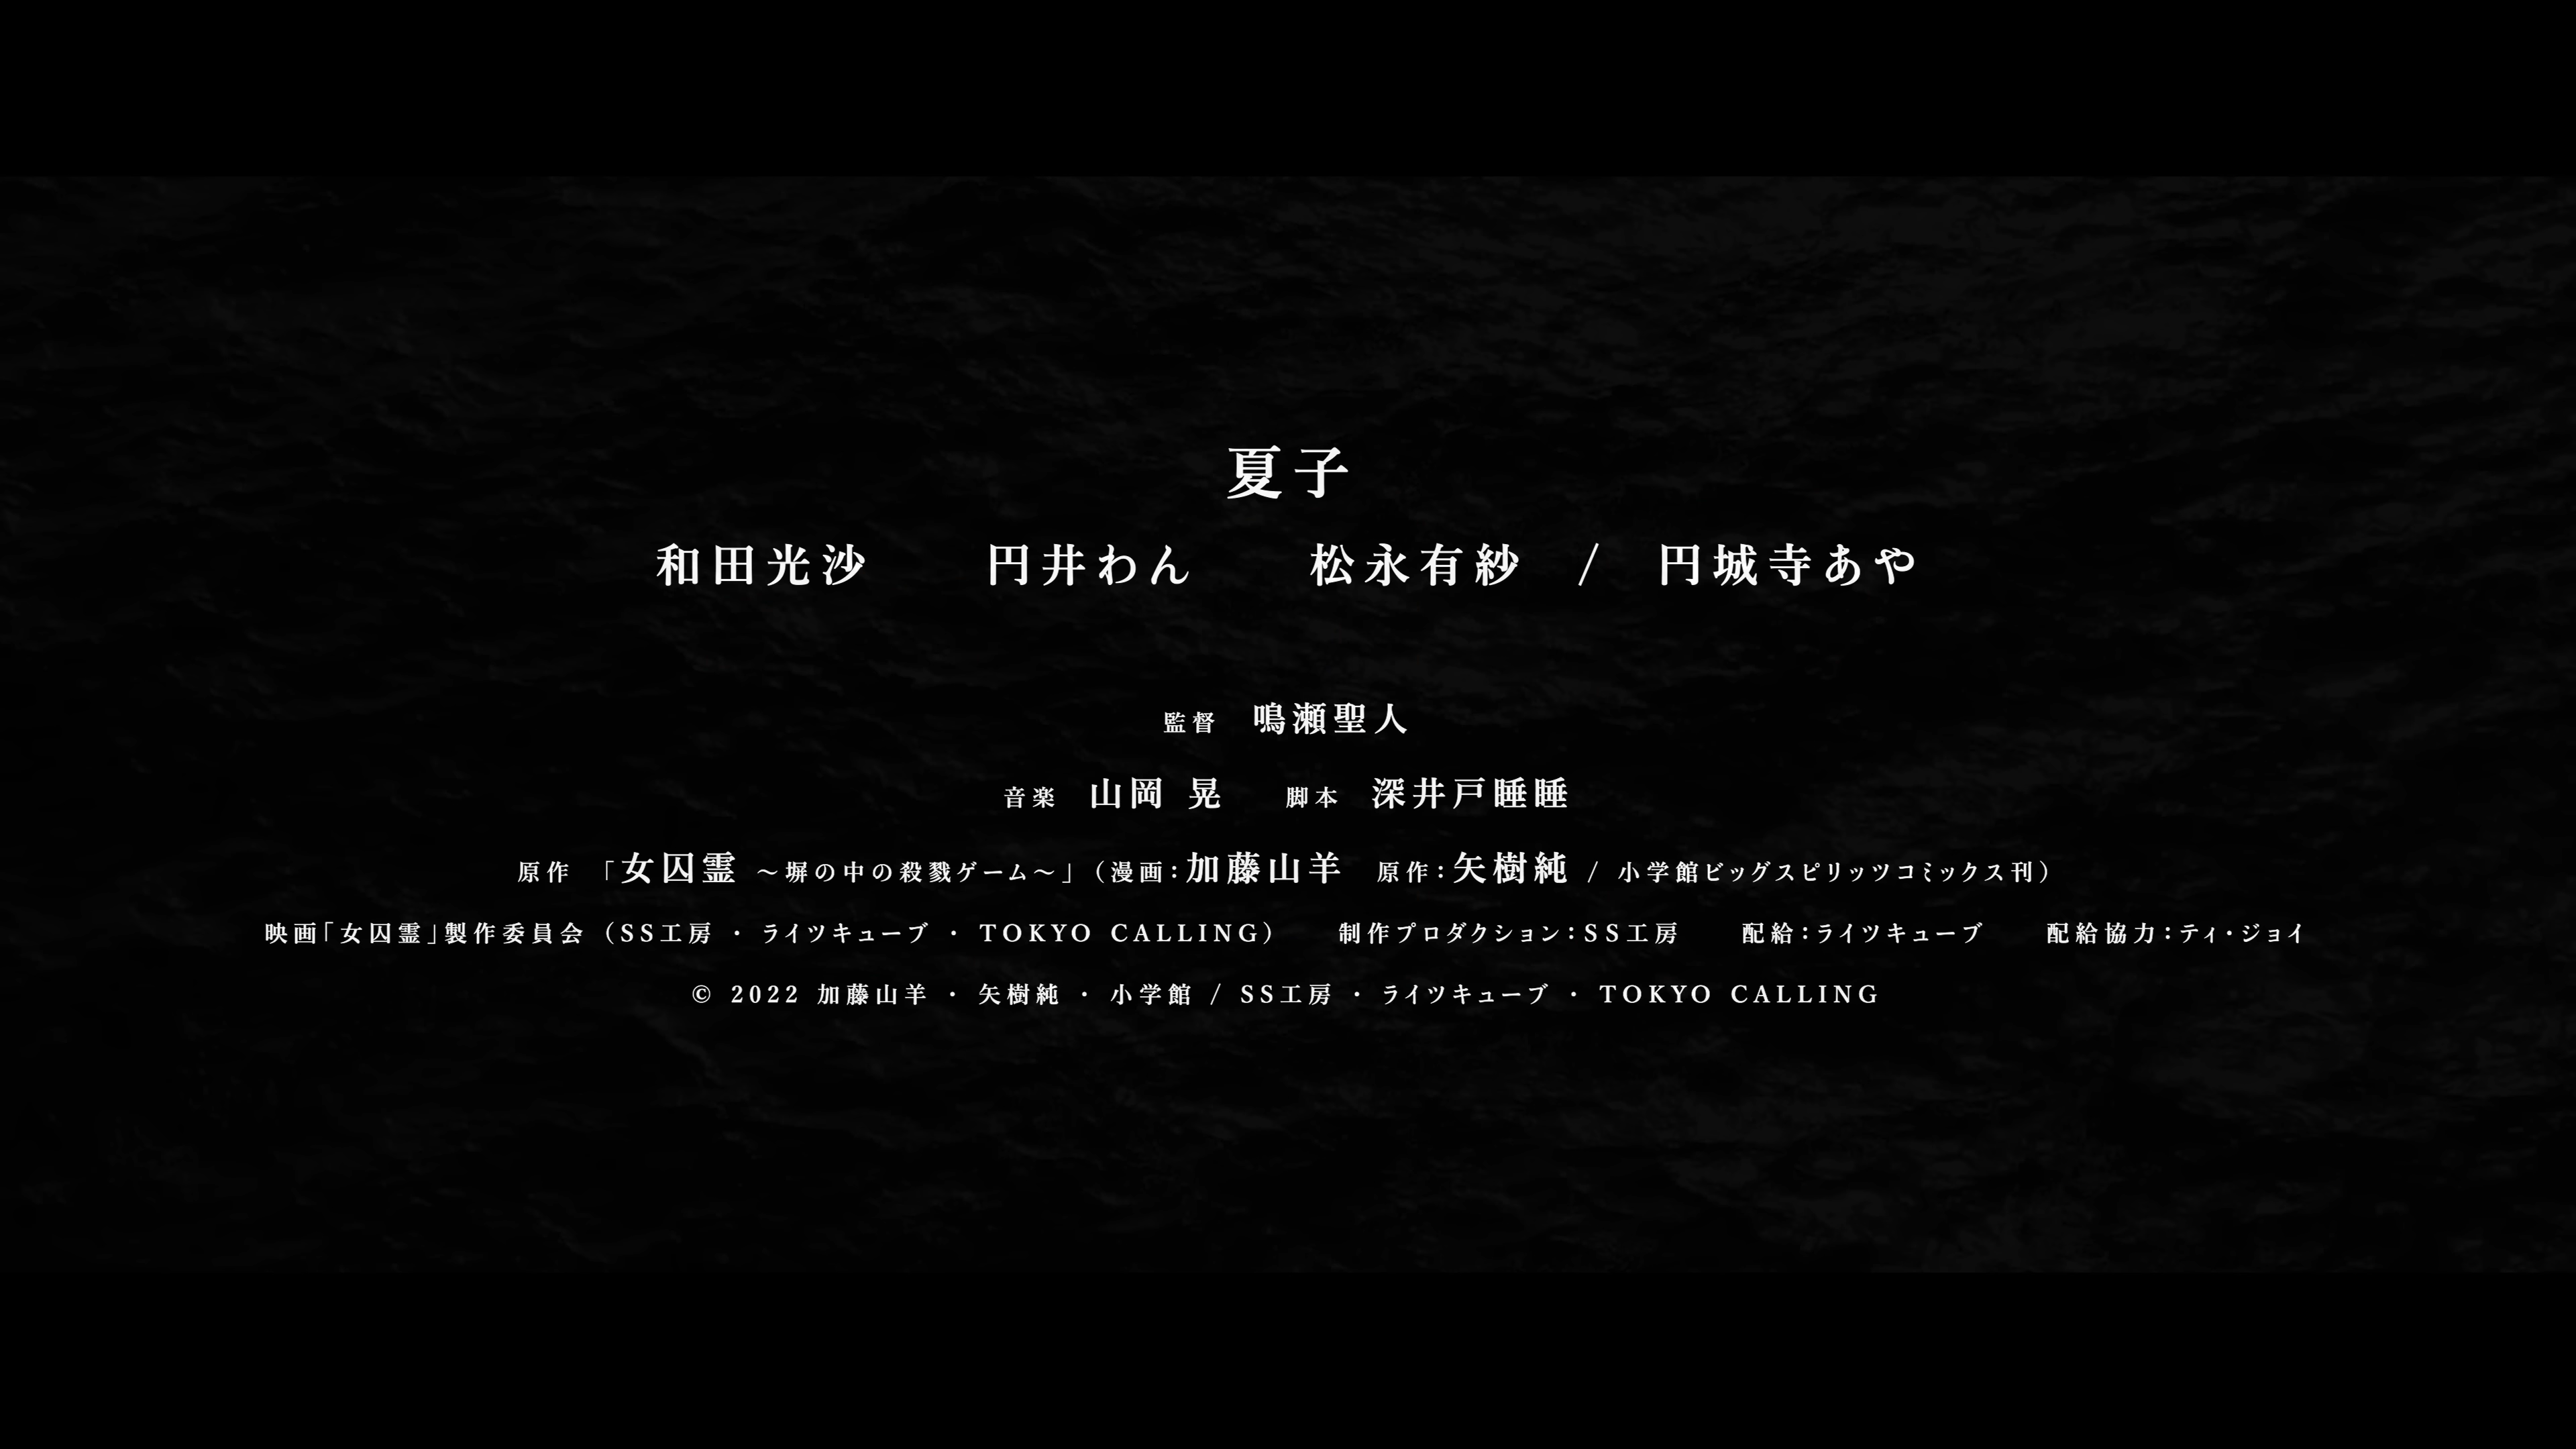 夏子
和田光沙　円井わん　松永有紗　/　円城寺あや
監督　鳴瀬聖人
音楽　山岡 晃　脚本　深井戸睡睡
原作　「女囚霊 ～塀の中の殺戮ゲーム～」（漫画：加藤山羊　原作：矢樹純 / 小学館ビッグスピリッツコミックス刊）
映画「女囚霊」製作委員会（SS工房 ・ ライツキューブ ・ TOKYO CALLING）　制作プロダクション：SS工房　配給：ライツキューブ　配給協力：ティ・ジョイ
© 2022 加藤山羊 ・ 矢樹純 ・ 小学館 / SS工房 ・ ライツキューブ ・ TOKYO CALLING